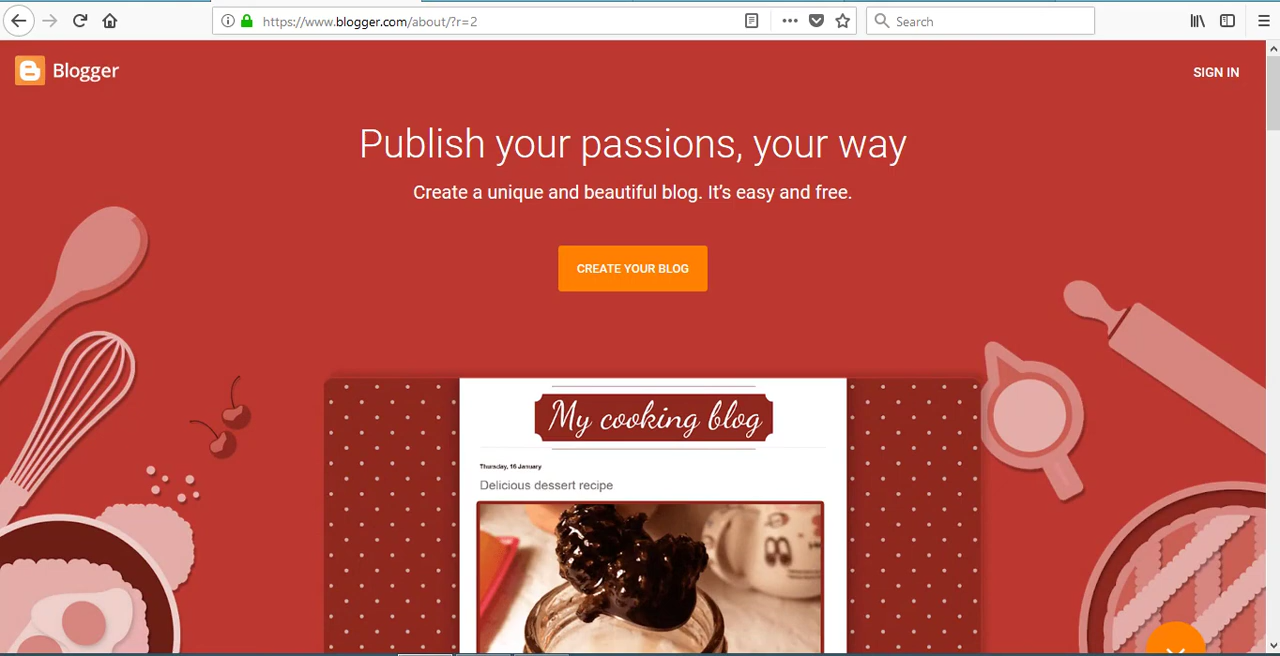 https://www.blogger.com/about/?r=2
Search
Blogger
SIGN IN
Publish your passions, your way
Create a unique and beautiful blog. It's easy and free.
CREATE YOUR BLOG
My cooking blog
Thursday, 16 January
Delicious dessert recipe